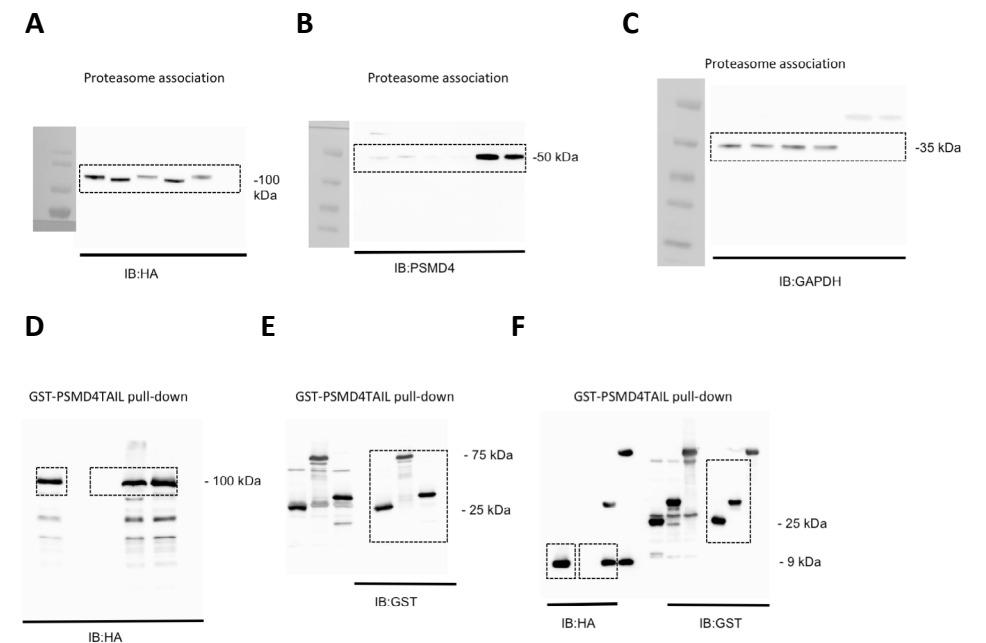 A
Proteasome association
-100
kDa
IB:HA
B
Proteasome association
-50 kDa
IB:PSMD4
C
Proteasome association
-35 kDa
IB:GAPDH
D
GST-PSMD4TAIL pull-down
- 100 kDa
IB:HA
E
GST-PSMD4TAIL pull-down
- 75 kDa
- 25 kDa
IB:GST
F
GST-PSMD4TAIL pull-down
- 25 kDa
- 9 kDa
IB:HA
IB:GST